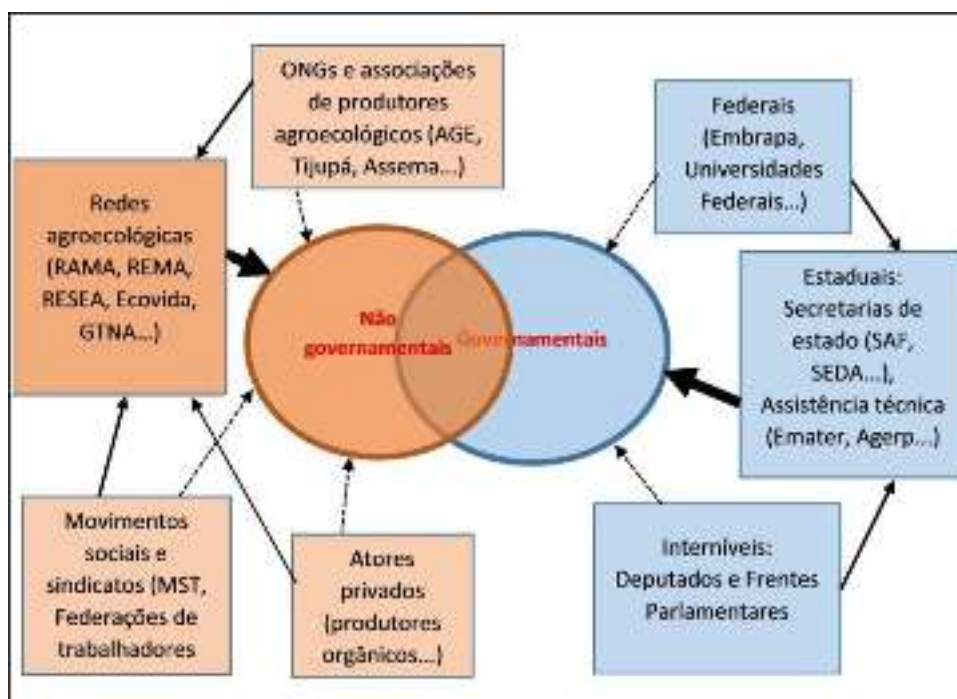 ONGs e associações
de produtores
agroecológicos (AGE,
Tijupá, Assema...)
Federais
(Embrapa,
Universidades
Federais...)
Redes
agroecológicas
(RAMA, REMA,
RESEA, Ecovida,
GTNA...)
Não
governamentais
Governamentais
Estaduais:
Secretarias de
estado (SAF,
SEDA...),
Assistência técnica
(Emater, Agerp...)
Movimentos
sociais e
sindicatos (MST,
Federações de
trabalhadores
Atores
privados
(produtores
orgânicos...)
Interníveis:
Deputados e Frentes
Parlamentares